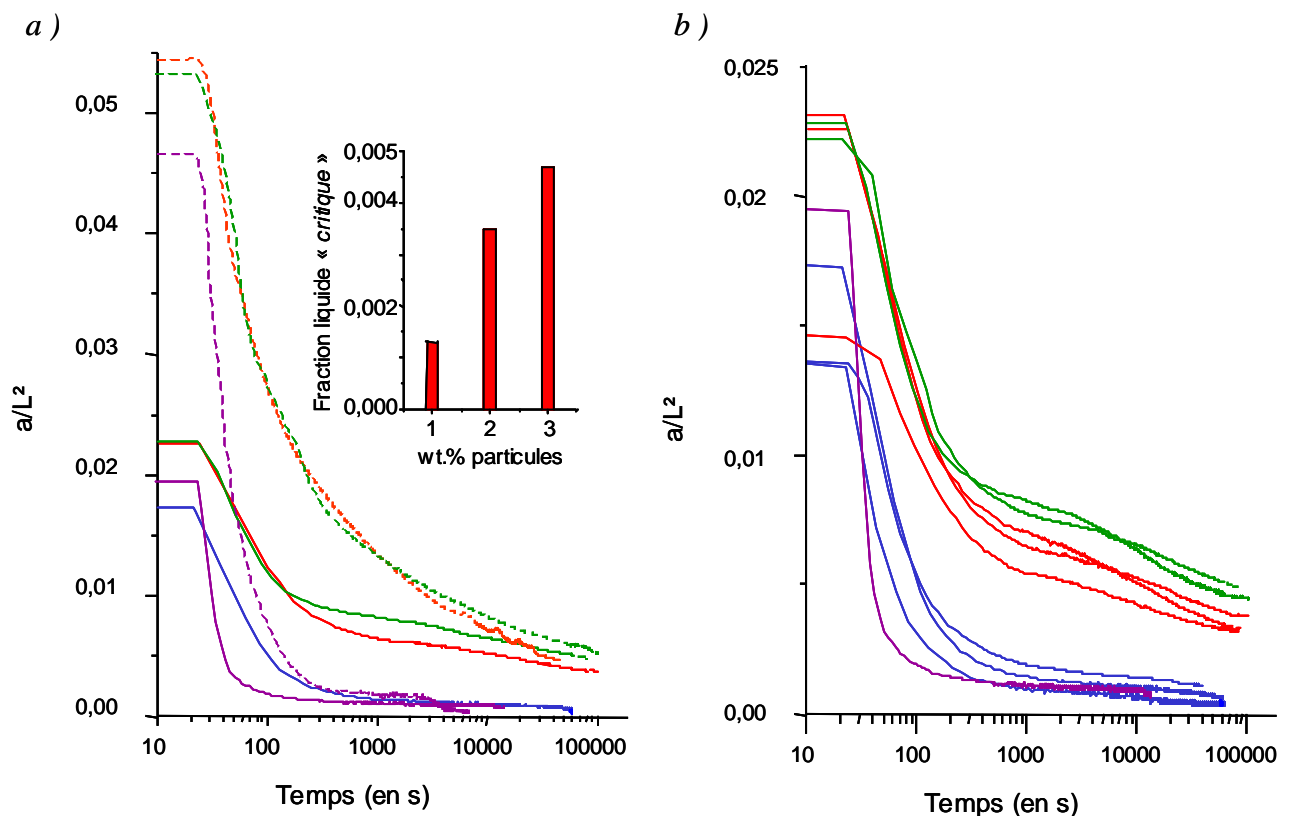 a )
0,05
0,04
0,03
0,02
0,01
0,00
a/L²
10 100 1000 10000 100000
Temps (en s)
Fraction liquide « critique »
0,005
0,004
0,002
0,000
1 2 3
wt.% particules
b )
0,025
0,02
0,01
0,00
a/L²
10 100 1000 10000 100000
Temps (en s)